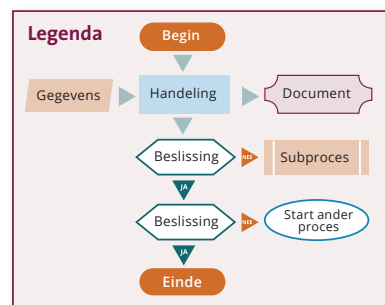 Legenda
Begin
Gegevens
Handeling
Document
Beslissing
NEE
Subproces
JA
Beslissing
NEE
Start ander
proces
JA
Einde